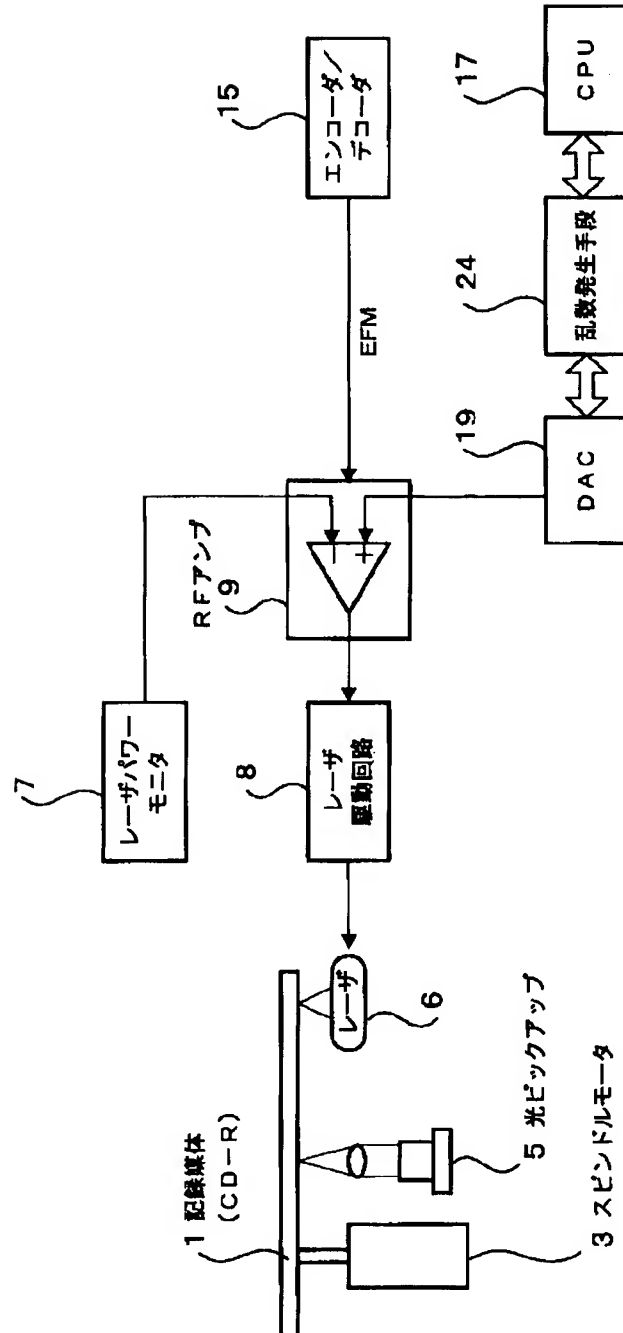 1 記録媒体
(CD-R)
3 スピンドルモータ
5 光ピックアップ
レーザ
6
7
レーザパワー
モニタ
8
レーザ
駆動回路
RFアンプ
9
−
+
EFM
15
エンコーダ/
デコーダ
19
DAC
24
乱数発生手段
17
CPU